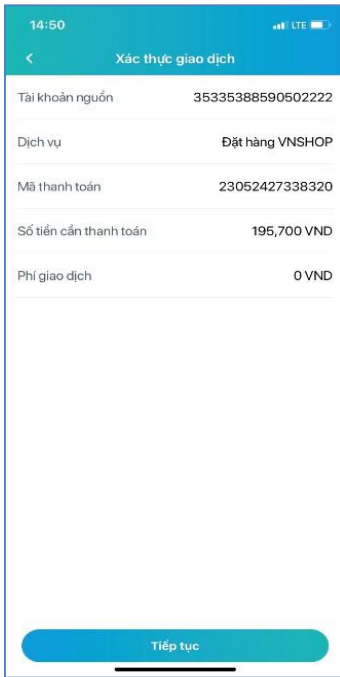 14:50
LTE
Xác thực giao dịch
Tài khoản nguồn 35335388590502222
Dịch vụ Đặt hàng VNSHOP
Mã thanh toán 23052427338320
Số tiền cần thanh toán 195,700 VND
Phí giao dịch 0 VND
Tiếp tục